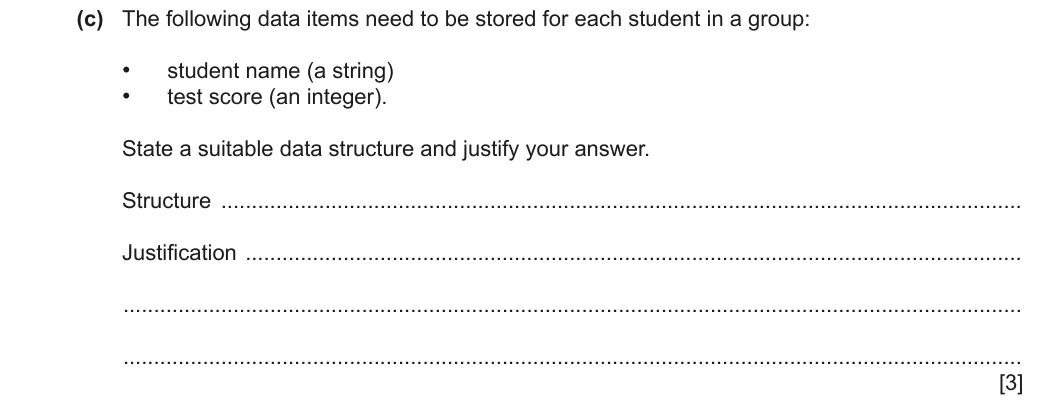 (c) The following data items need to be stored for each student in a group:
• student name (a string)
• test score (an integer).
State a suitable data structure and justify your answer.
Structure ....................................................................................................................................
Justification ................................................................................................................................
....................................................................................................................................................
....................................................................................................................................................
[3]